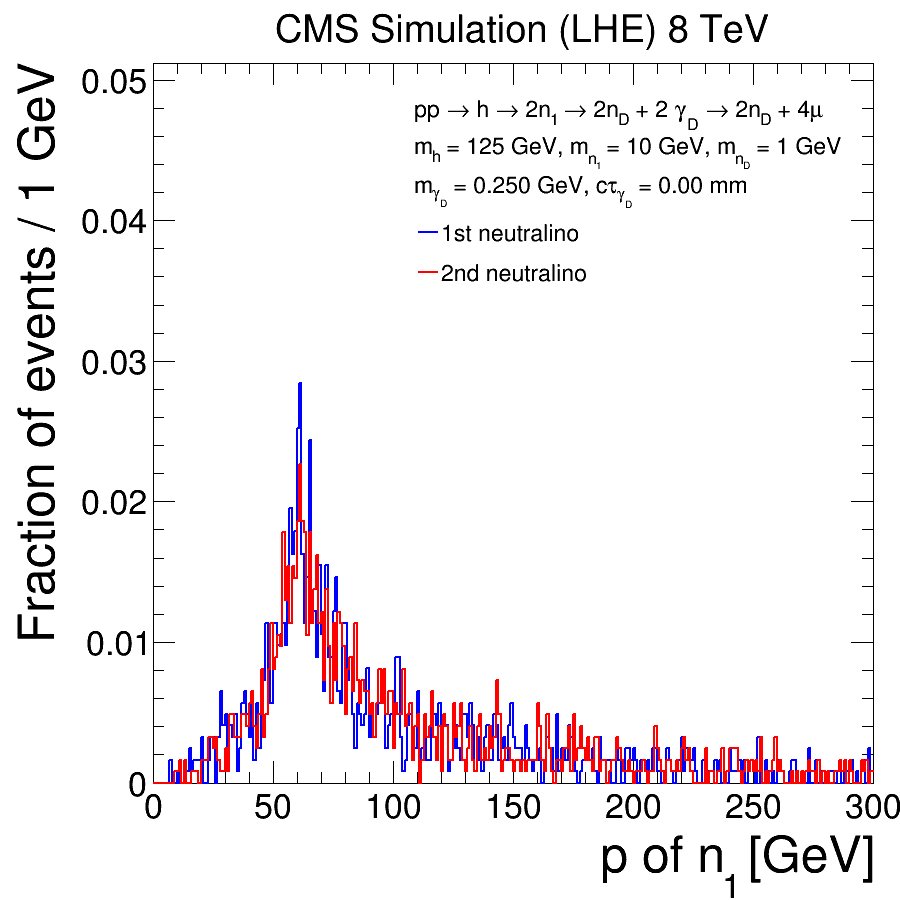 CMS Simulation (LHE) 8 TeV
Fraction of events / 1 GeV
0.05
0.04
0.03
0.02
0.01
0
pp → h → 2n₁ → 2n_D + 2 γ_D → 2n_D + 4μ
m_h = 125 GeV, m_n₁ = 10 GeV, m_n_D = 1 GeV
m_γ_D = 0.250 GeV, cτ_γ_D = 0.00 mm
1st neutralino
2nd neutralino
0 50 100 150 200 250 300
p of n₁ [GeV]